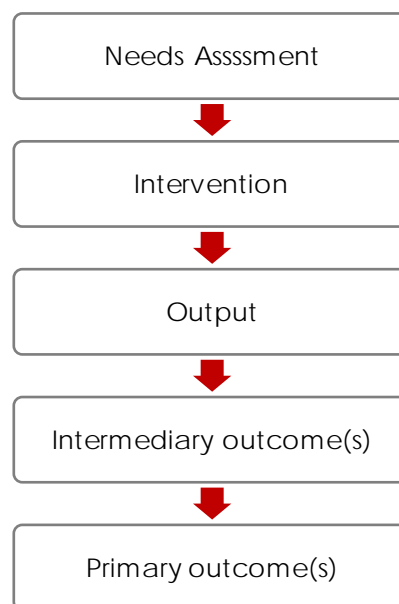 Needs Assssment
Intervention
Output
Intermediary outcome(s)
Primary outcome(s)